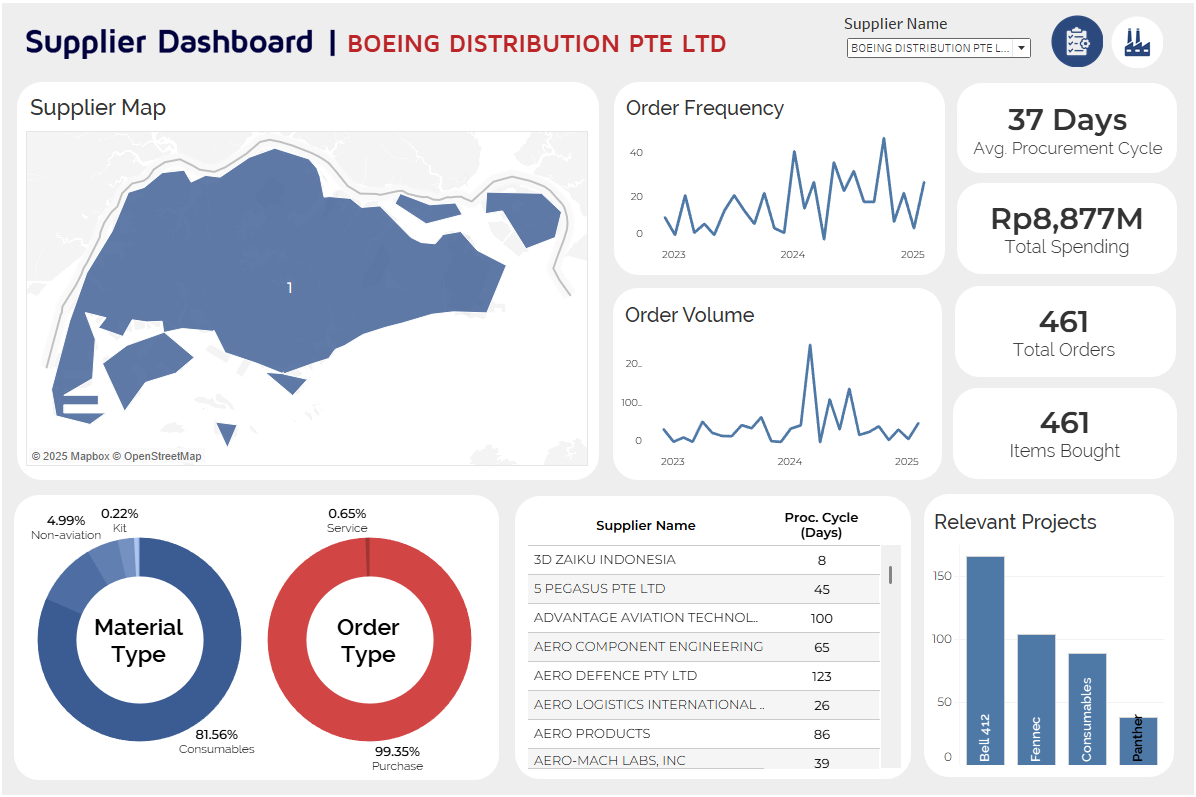 Supplier Dashboard | BOEING DISTRIBUTION PTE LTD
Supplier Name
BOEING DISTRIBUTION PTE L...
Supplier Map
1
© 2025 Mapbox © OpenStreetMap
Order Frequency
40
20
0
2023 2024 2025
Order Volume
20..
100..
0
2023 2024 2025
37 Days
Avg. Procurement Cycle
Rp8,877M
Total Spending
461
Total Orders
461
Items Bought
4.99%
Non-aviation
0.22%
Kit
Material
Type
81.56%
Consumables
0.65%
Service
Order
Type
99.35%
Purchase
Supplier Name Proc. Cycle
(Days)
3D ZAIKU INDONESIA 8
5 PEGASUS PTE LTD 45
ADVANTAGE AVIATION TECHNOL.. 100
AERO COMPONENT ENGINEERING 65
AERO DEFENCE PTY LTD 123
AERO LOGISTICS INTERNATIONAL .. 26
AERO PRODUCTS 86
AERO-MACH LABS, INC 39
Relevant Projects
150
100
50
0
Bell 412
Fennec
Consumables
Panther